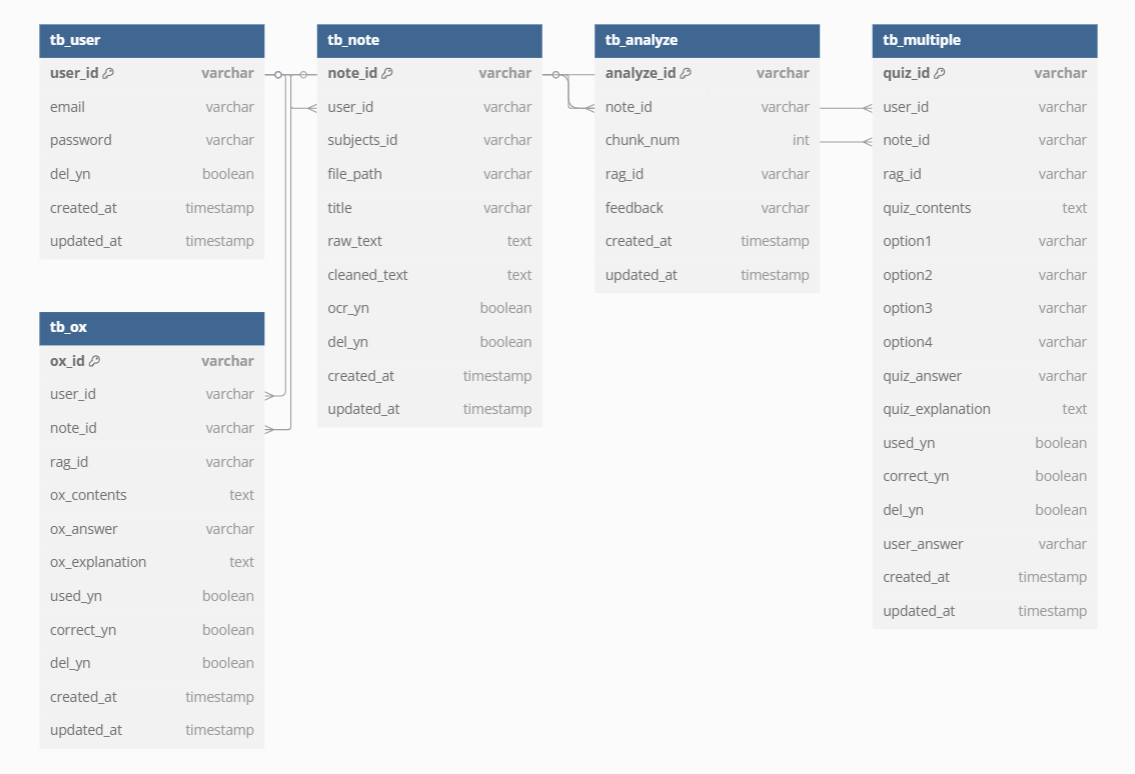 tb_user
user_id varchar
email varchar
password varchar
del_yn boolean
created_at timestamp
updated_at timestamp
tb_ox
ox_id varchar
user_id varchar
note_id varchar
rag_id varchar
ox_contents text
ox_answer varchar
ox_explanation text
used_yn boolean
correct_yn boolean
del_yn boolean
created_at timestamp
updated_at timestamp
tb_note
note_id varchar
user_id varchar
subjects_id varchar
file_path varchar
title varchar
raw_text text
cleaned_text text
ocr_yn boolean
del_yn boolean
created_at timestamp
updated_at timestamp
tb_analyze
analyze_id varchar
note_id varchar
chunk_num int
rag_id varchar
feedback varchar
created_at timestamp
updated_at timestamp
tb_multiple
quiz_id varchar
user_id varchar
note_id varchar
rag_id varchar
quiz_contents text
option1 varchar
option2 varchar
option3 varchar
option4 varchar
quiz_answer varchar
quiz_explanation text
used_yn boolean
correct_yn boolean
del_yn boolean
user_answer varchar
created_at timestamp
updated_at timestamp